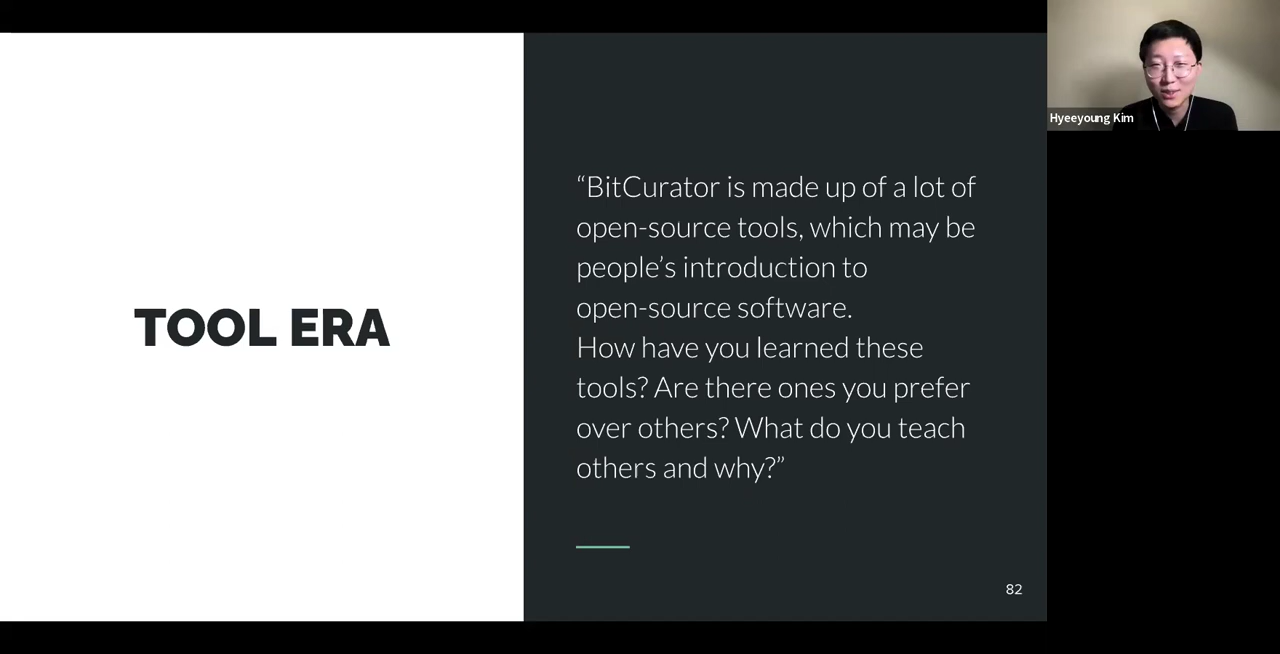 Hyeeyoung Kim
TOOL ERA
“BitCurator is made up of a lot of
open-source tools, which may be
people’s introduction to
open-source software.
How have you learned these
tools? Are there ones you prefer
over others? What do you teach
others and why?”
82